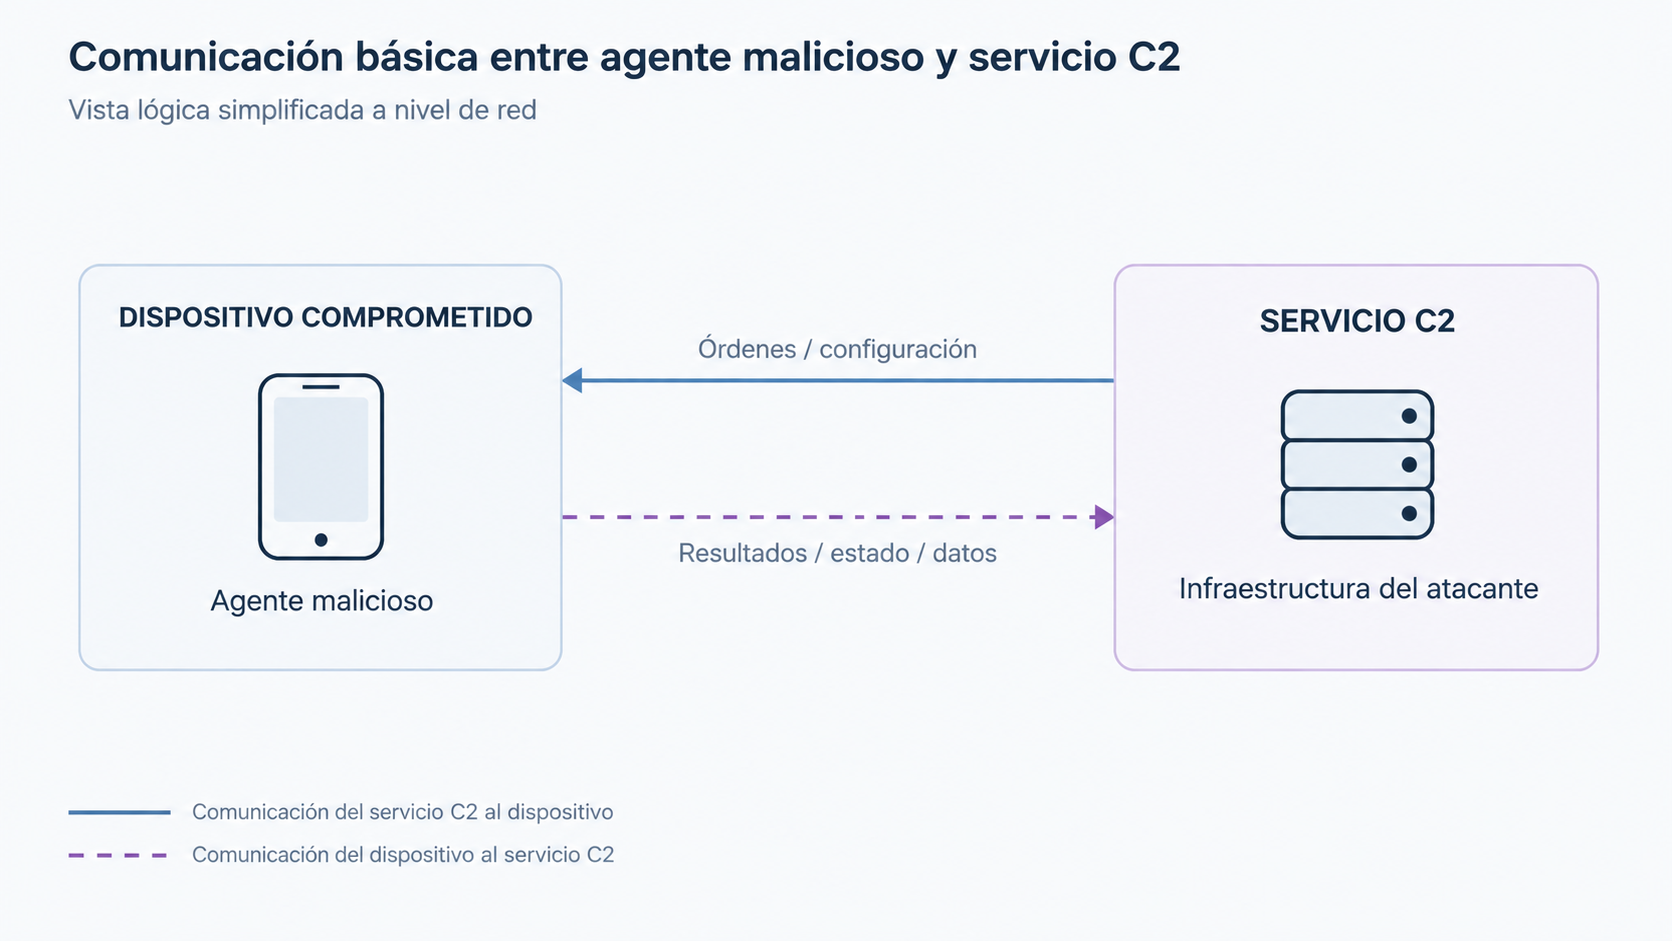 Comunicación básica entre agente malicioso y servicio C2
Vista lógica simplificada a nivel de red
DISPOSITIVO COMPROMETIDO
Agente malicioso
Órdenes / configuración
Resultados / estado / datos
SERVICIO C2
Infraestructura del atacante
Comunicación del servicio C2 al dispositivo
Comunicación del dispositivo al servicio C2